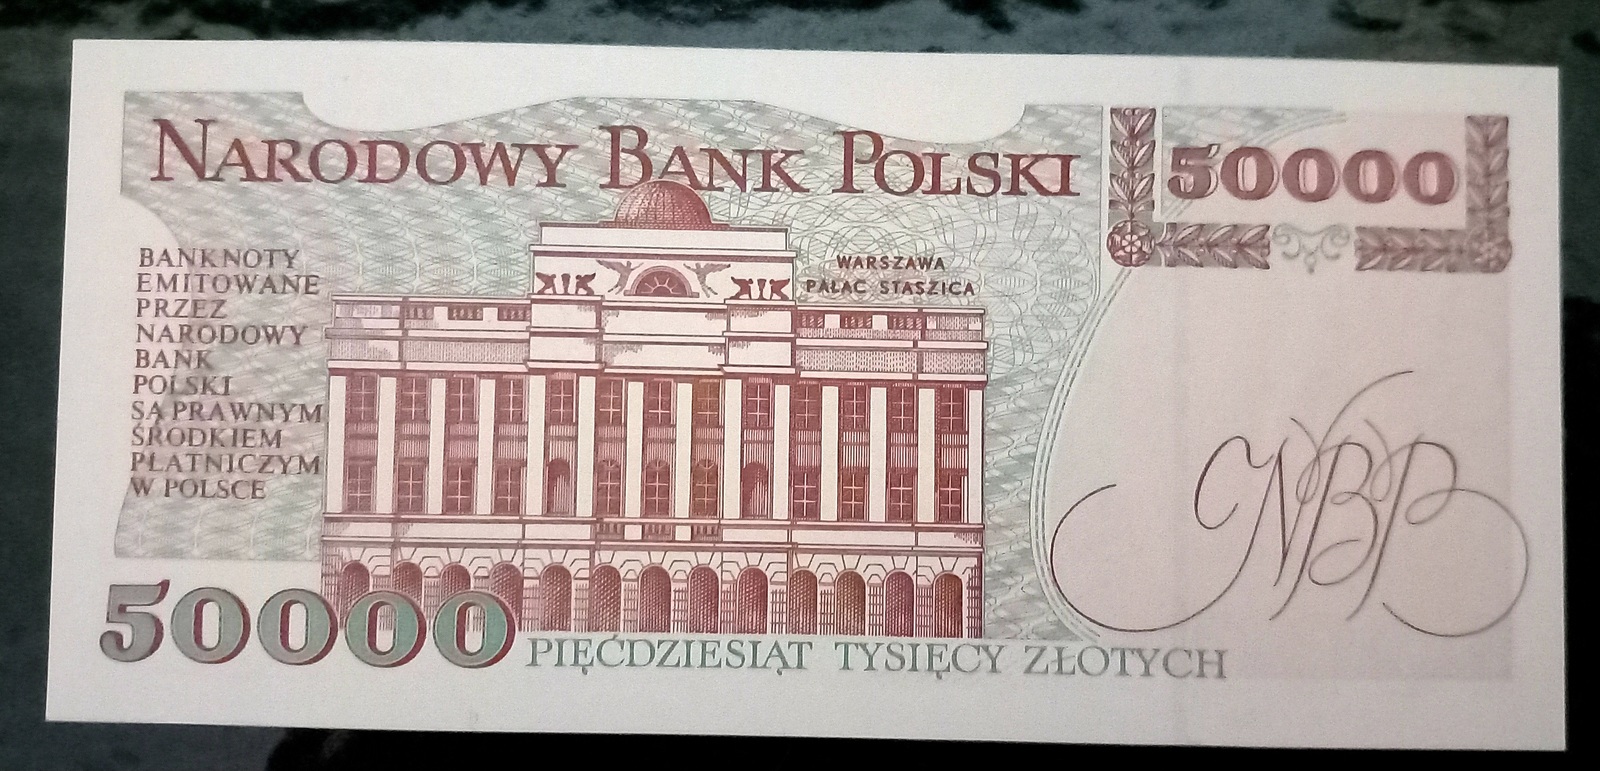 NARODOWY BANK POLSKI
50000
BANKNOTY
EMITOWANE
PRZEZ
NARODOWY
BANK
POLSKI
SĄ PRAWNYM
ŚRODKIEM
PŁATNICZYM
W POLSCE
WARSZAWA
PAŁAC STASZICA
NBP
50000
PIĘĆDZIESIĄT TYSIĘCY ZŁOTYCH